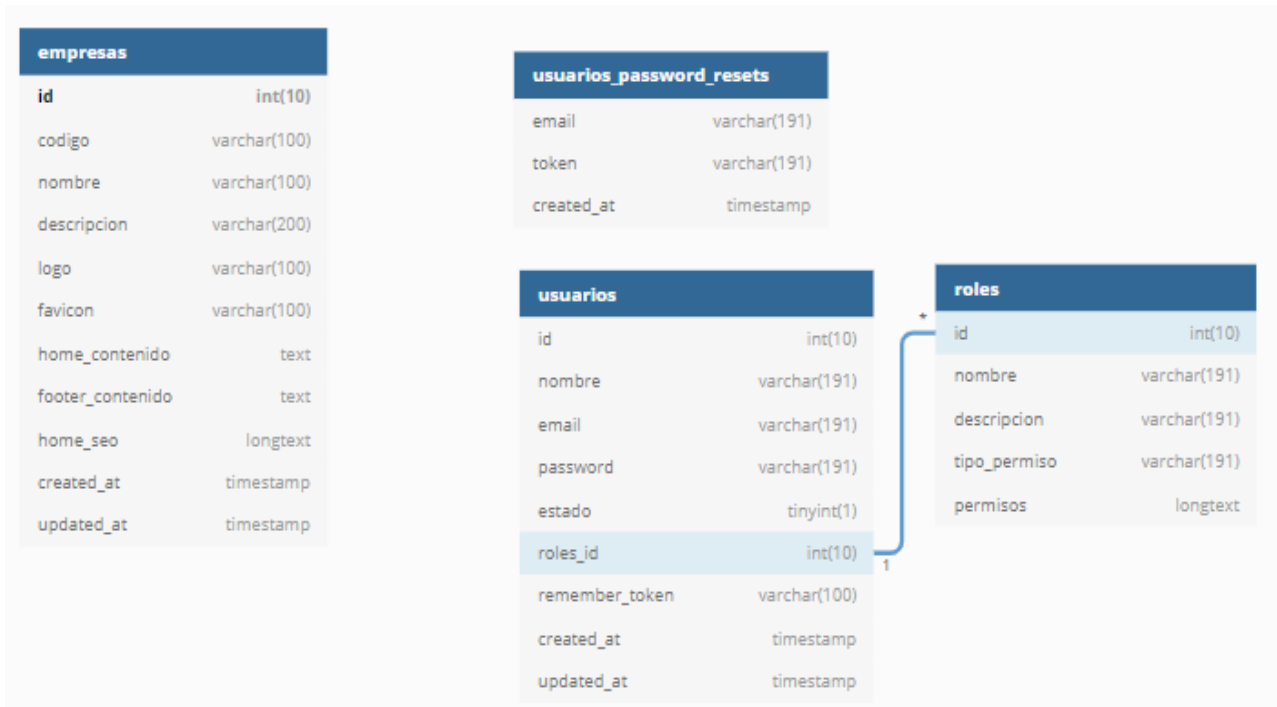 empresas
id int(10)
codigo varchar(100)
nombre varchar(100)
descripcion varchar(200)
logo varchar(100)
favicon varchar(100)
home_contenido text
footer_contenido text
home_seo longtext
created_at timestamp
updated_at timestamp
usuarios_password_resets
email varchar(191)
token varchar(191)
created_at timestamp
usuarios
id int(10)
nombre varchar(191)
email varchar(191)
password varchar(191)
estado tinyint(1)
roles_id int(10)
1
remember_token varchar(100)
created_at timestamp
updated_at timestamp
roles
*
id int(10)
nombre varchar(191)
descripcion varchar(191)
tipo_permiso varchar(191)
permisos longtext